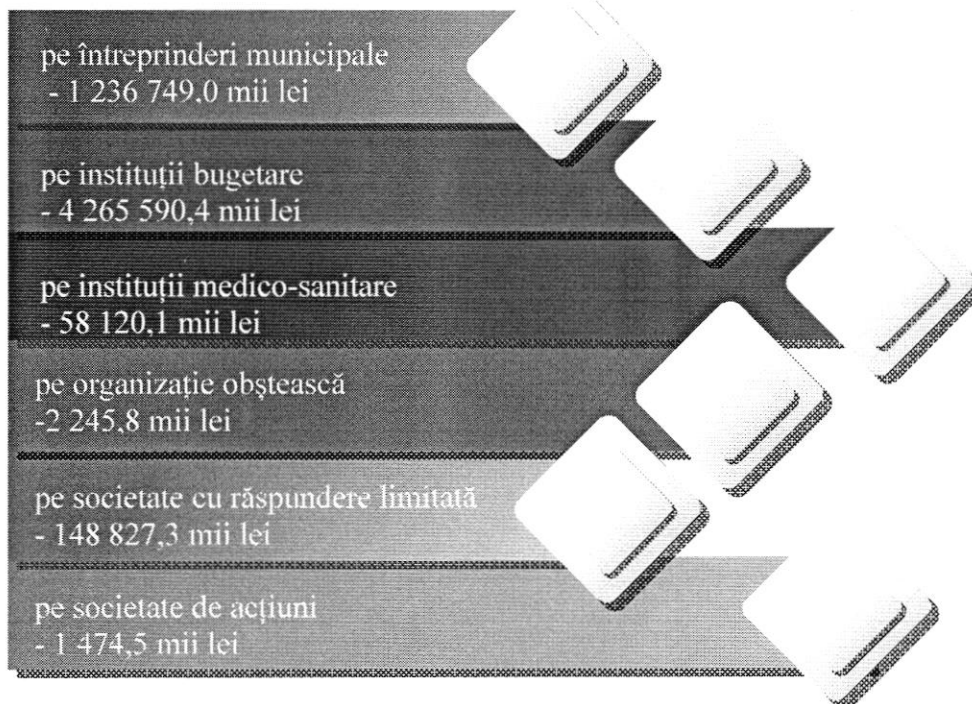 pe întreprinderi municipale
- 1 236 749,0 mii lei
pe instituții bugetare
- 4 265 590,4 mii lei
pe instituții medico-sanitare
- 58 120,1 mii lei
pe organizație obștească
-2 245,8 mii lei
pe societate cu răspundere limitată
- 148 827,3 mii lei
pe societate de acțiuni
- 1 474,5 mii lei